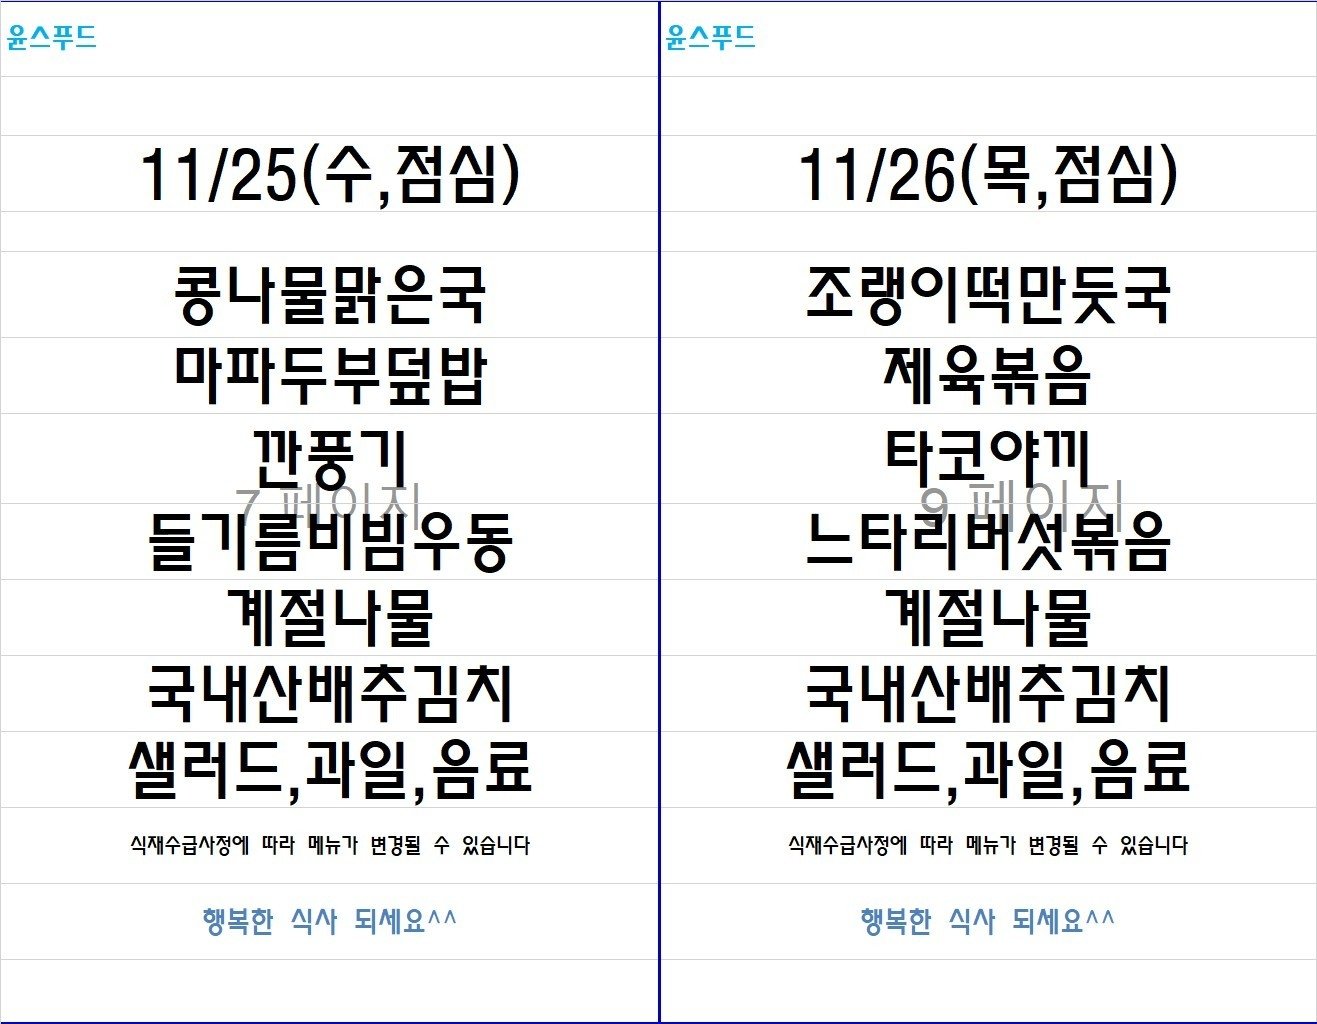 윤스푸드
11/25(수,점심)
콩나물맑은국
마파두부덮밥
깐풍기
7 페이지
들기름비빔우동
계절나물
국내산배추김치
샐러드,과일,음료
식재수급사정에 따라 메뉴가 변경될 수 있습니다
행복한 식사 되세요^^
윤스푸드
11/26(목,점심)
조랭이떡만둣국
제육볶음
타코야끼
9 페이지
느타리버섯볶음
계절나물
국내산배추김치
샐러드,과일,음료
식재수급사정에 따라 메뉴가 변경될 수 있습니다
행복한 식사 되세요^^